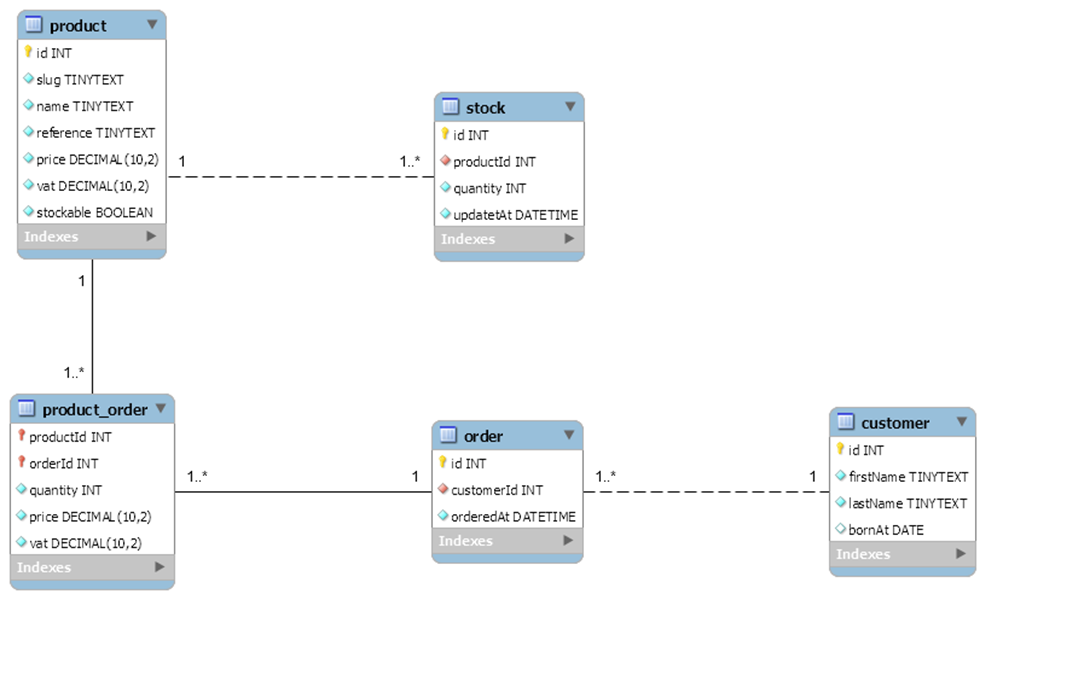 product
id INT
slug TINYTEXT
name TINYTEXT
reference TINYTEXT
price DECIMAL(10,2)
vat DECIMAL(10,2)
stockable BOOLEAN
Indexes
1
1..*
stock
id INT
productId INT
quantity INT
updatetAt DATETIME
Indexes
1
1..*
product_order
productId INT
orderId INT
quantity INT
price DECIMAL(10,2)
vat DECIMAL(10,2)
Indexes
1..*
1
order
id INT
customerId INT
orderedAt DATETIME
Indexes
1..*
1
customer
id INT
firstName TINYTEXT
lastName TINYTEXT
bornAt DATE
Indexes